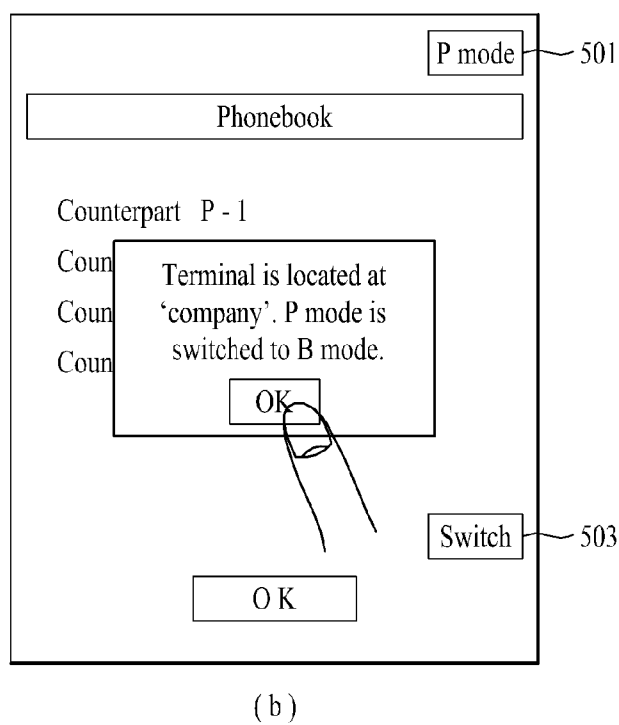 P mode 501
Phonebook
Counterpart P - 1
Coun
Terminal is located at
Coun
‘company’. P mode is
Coun
switched to B mode.
OK
Switch 503
O K
( b )